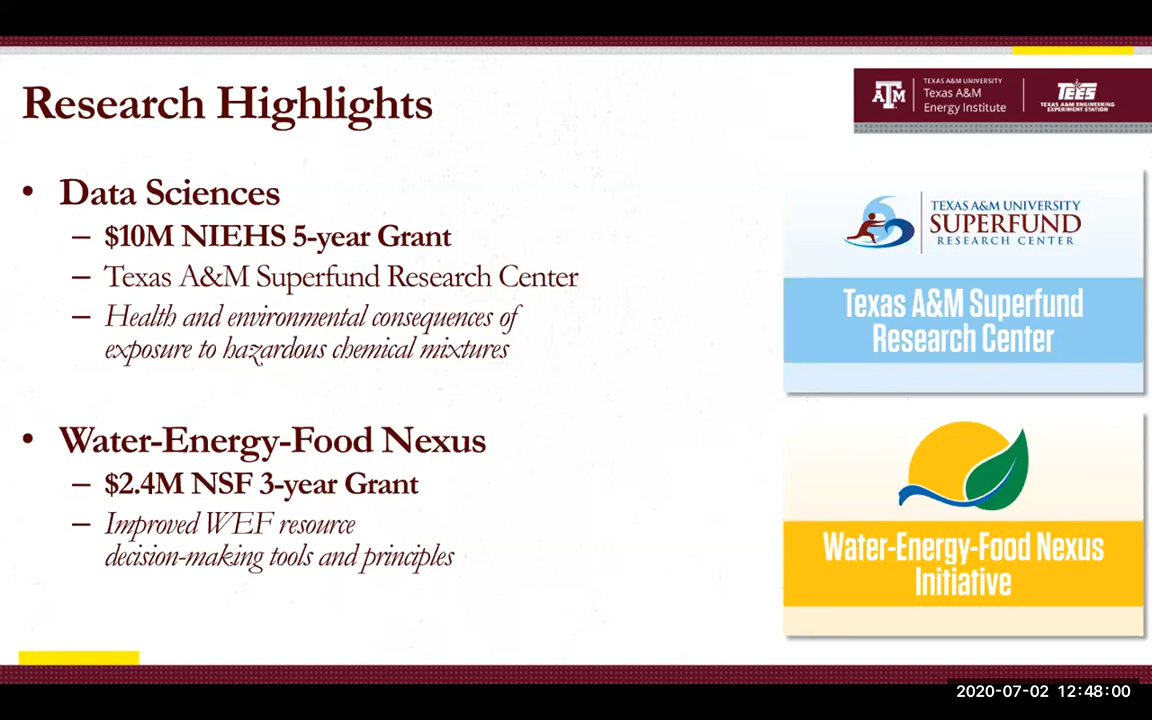 Research Highlights
TEXAS A&M UNIVERSITY
Texas A&M
Energy Institute
TEES
TEXAS A&M ENGINEERING
EXPERIMENT STATION
• Data Sciences
– $10M NIEHS 5-year Grant
– Texas A&M Superfund Research Center
– Health and environmental consequences of
exposure to hazardous chemical mixtures
• Water-Energy-Food Nexus
– $2.4M NSF 3-year Grant
– Improved WEF resource
decision-making tools and principles
TEXAS A&M UNIVERSITY
SUPERFUND
RESEARCH CENTER
Texas A&M Superfund
Research Center
Water-Energy-Food Nexus
Initiative
2020-07-02 12:48:00